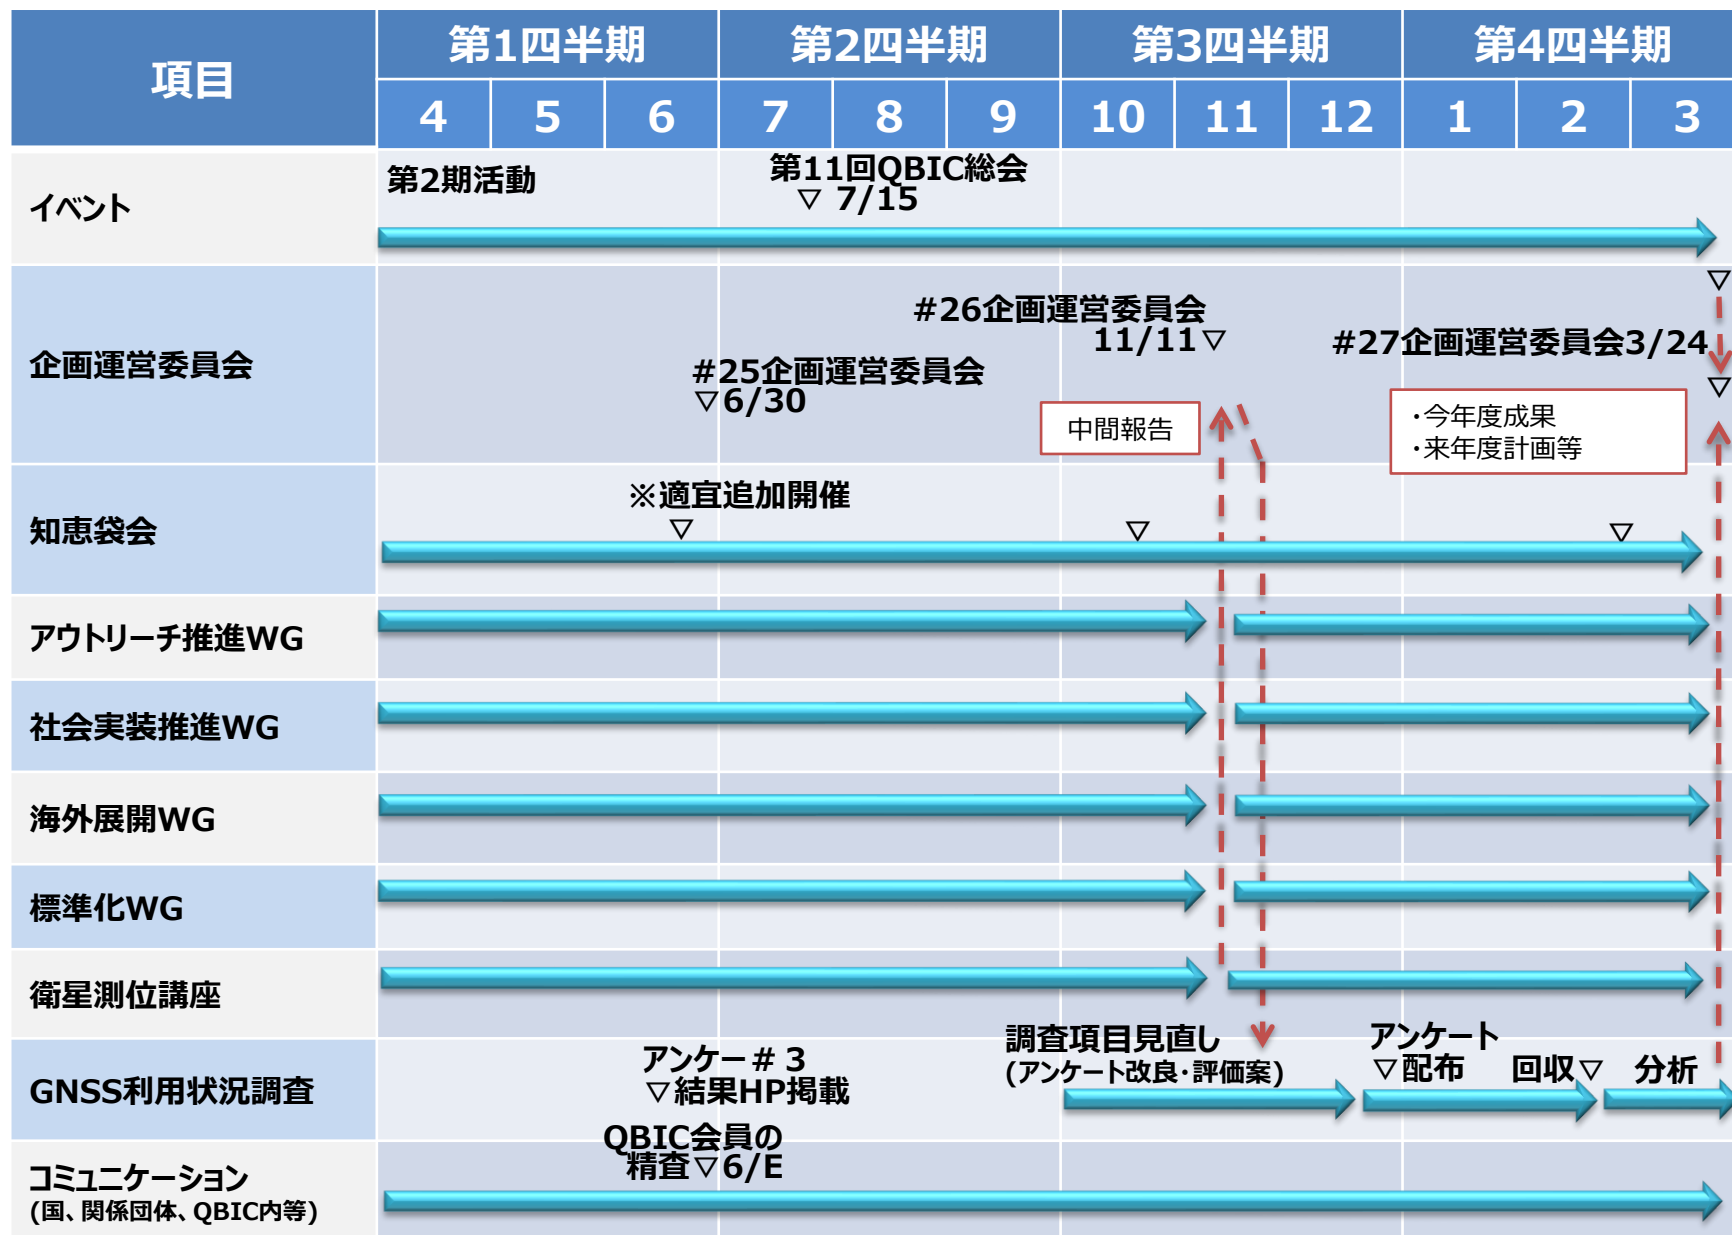 項目
第1四半期
第2四半期
第3四半期
第4四半期
4
5
6
7
8
9
10
11
12
1
2
3
イベント
第2期活動
第11回QBIC総会
▽ 7/15
企画運営委員会
▽
#26企画運営委員会
11/11▽
#27企画運営委員会3/24
#25企画運営委員会
▽6/30
▽
中間報告
・今年度成果
・来年度計画等
知恵袋会
※適宜追加開催
▽
▽
▽
アウトリーチ推進WG
社会実装推進WG
海外展開WG
標準化WG
衛星測位講座
GNSS利用状況調査
アンケー#3
▽結果HP掲載
調査項目見直し
(アンケート改良・評価案)
アンケート
▽配布
回収▽
分析
コミュニケーション
(国、関係団体、QBIC内等)
QBIC会員の
精査▽6/E